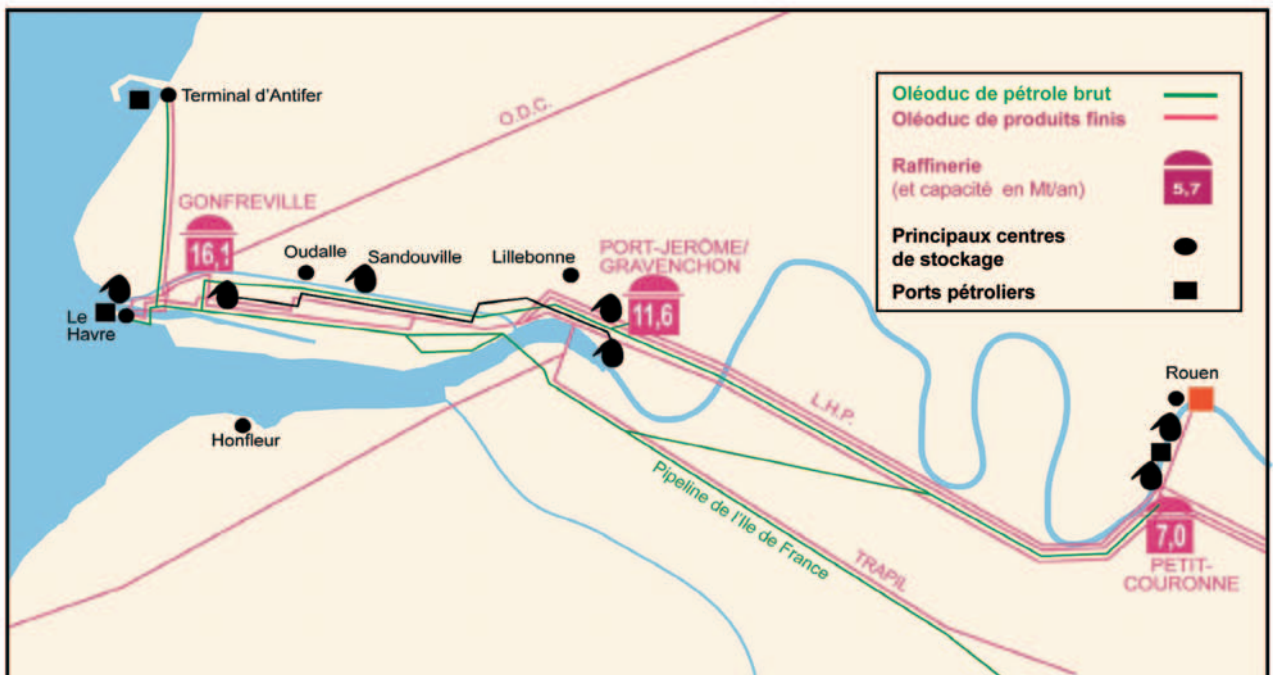 Terminal d'Antifer
O.D.C.
Oléoduc de pétrole brut
Oléoduc de produits finis
Raffinerie
(et capacité en Mt/an)
5,7
Principaux centres
de stockage
Ports pétroliers
GONFREVILLE
16,1
Oudalle
Sandouville
Lillebonne
PORT-JERÔME/
GRAVENCHON
11,6
Le
Havre
Honfleur
L.H.P.
Rouen
Pipeline de l'Ile de France
TRAPIL
7,0
PETIT-
COURONNE